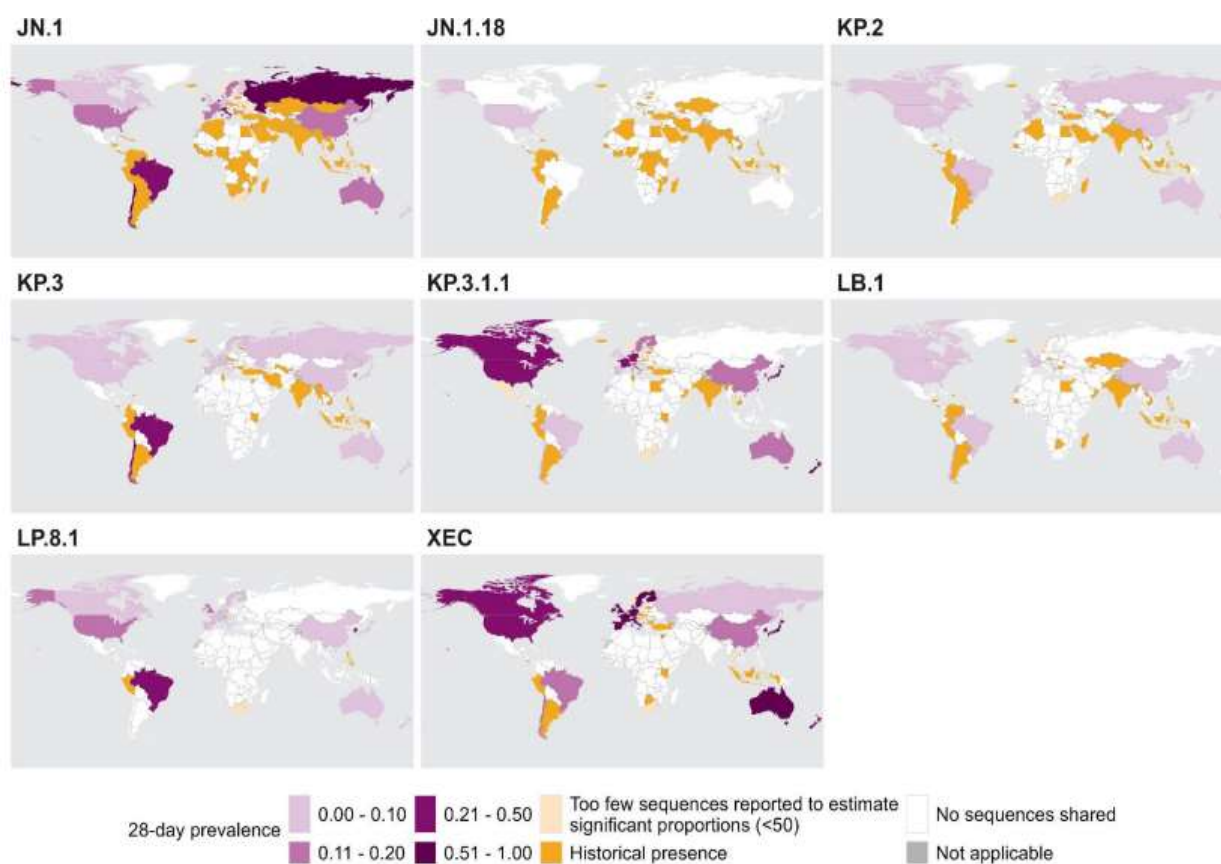 JN.1
JN.1.18
KP.2
KP.3
KP.3.1.1
LB.1
LP.8.1
XEC
28-day prevalence
0.00 - 0.10
0.11 - 0.20
0.21 - 0.50
0.51 - 1.00
Too few sequences reported to estimate
significant proportions (<50)
Historical presence
No sequences shared
Not applicable